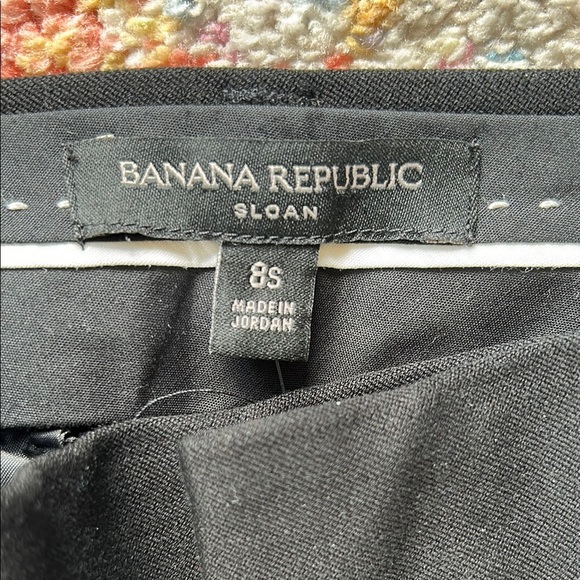 BANANA REPUBLIC
SLOAN
8S
MADE IN
JORDAN